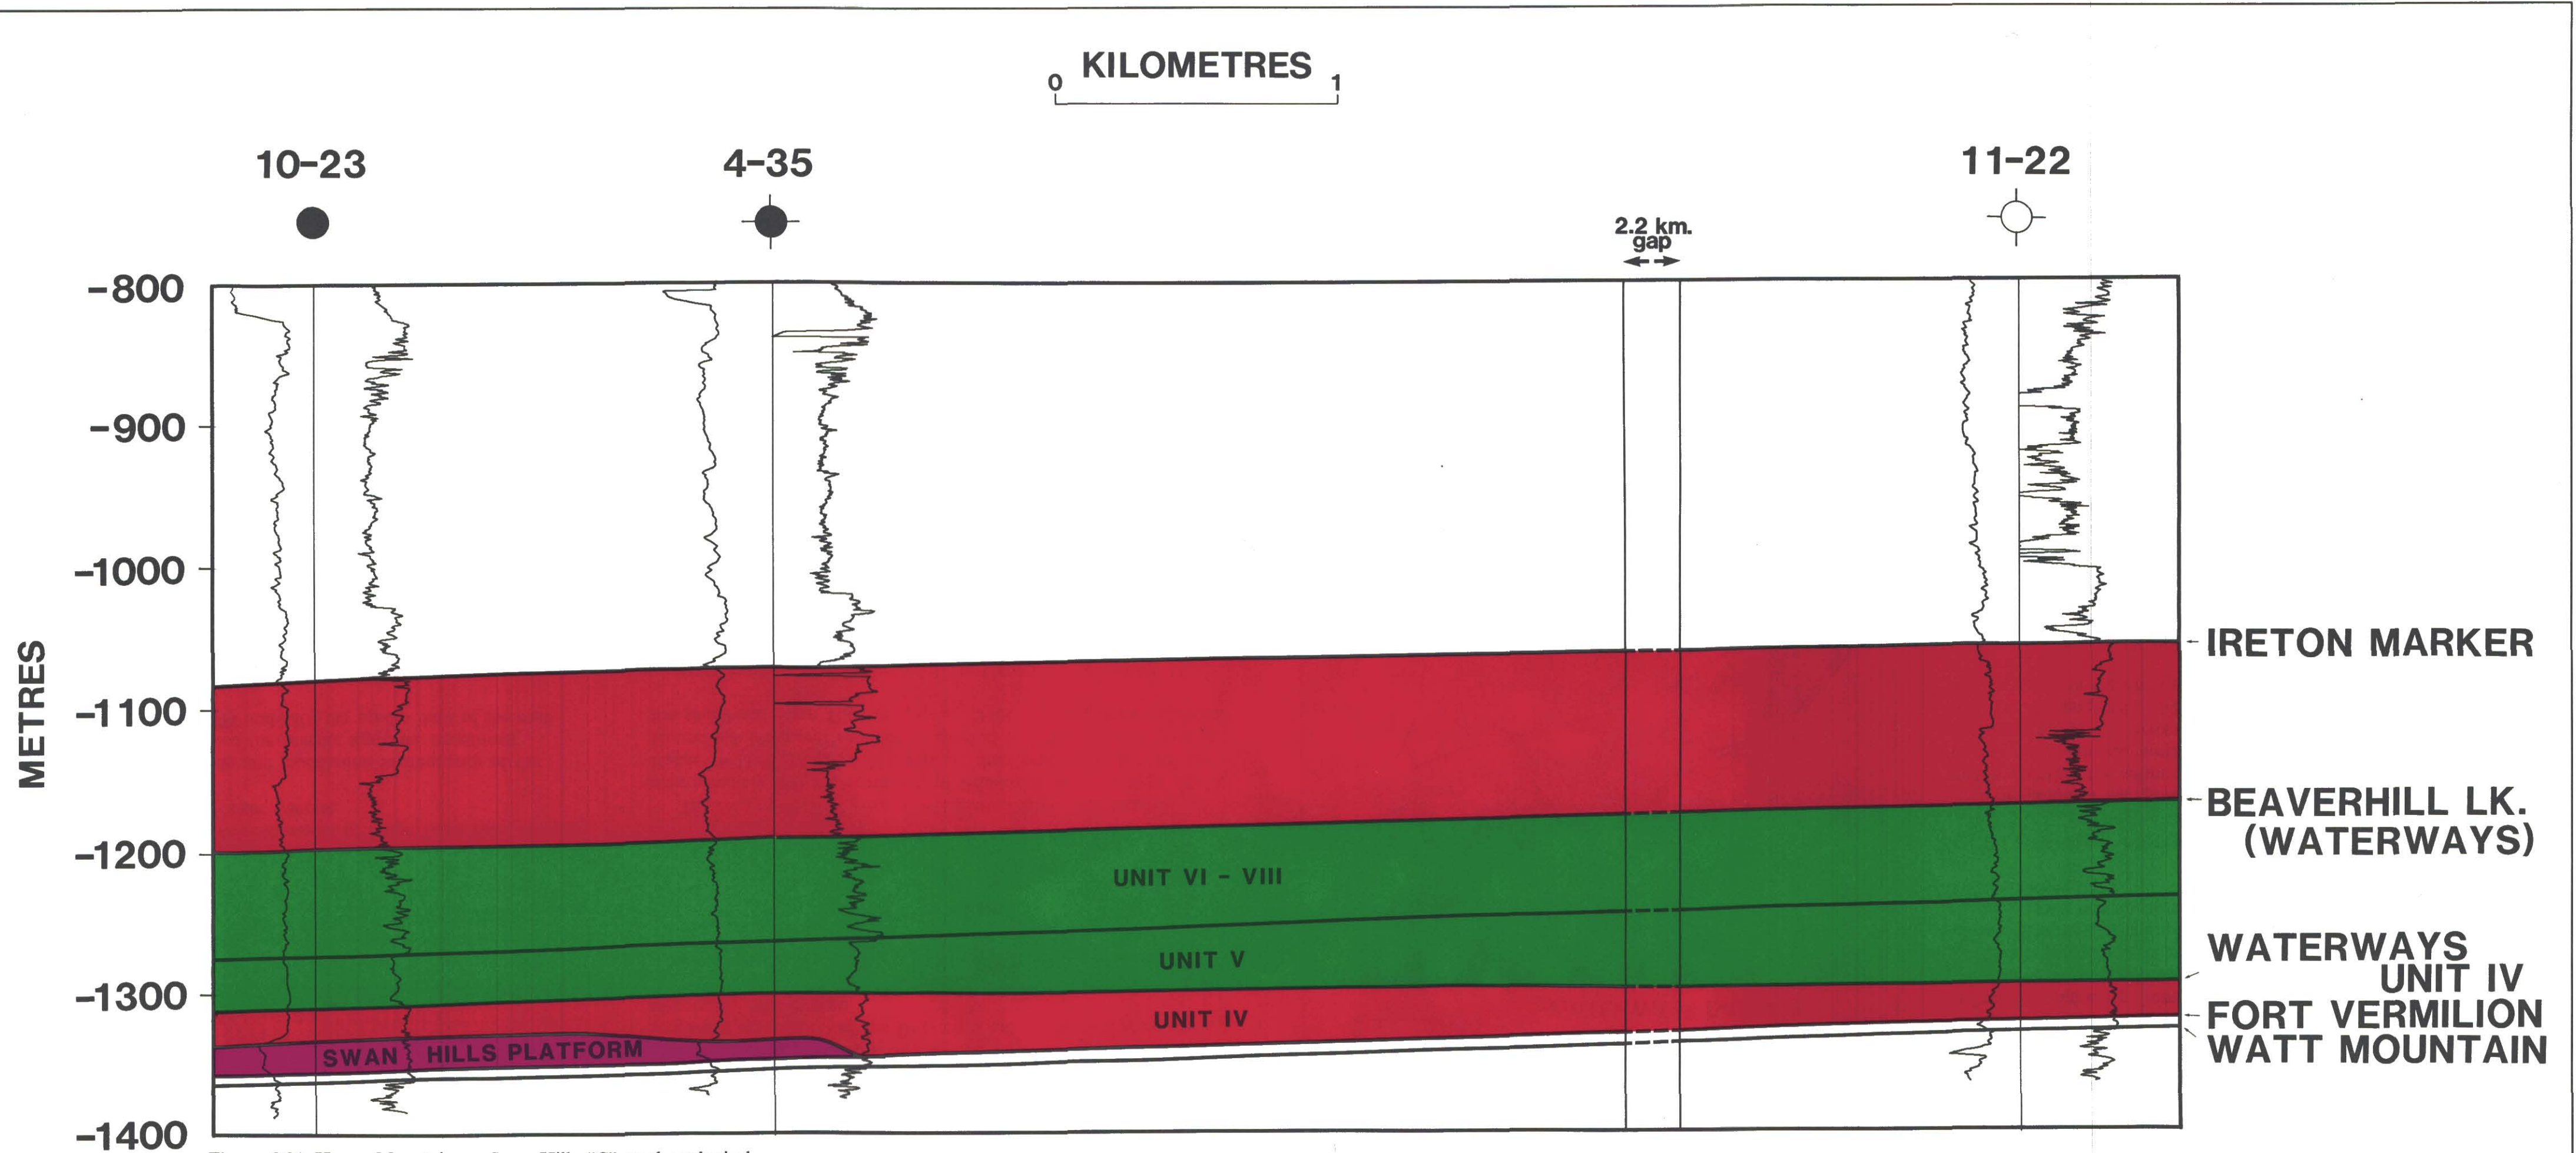 KILOMETRES
0 1
10-23
4-35
11-22
2.2 km.
gap
-800
-900
-1000
-1100
-1200
-1300
-1400
METRES
IRETON MARKER
BEAVERHILL LK.
(WATERWAYS)
UNIT VI - VIII
WATERWAYS
UNIT IV
UNIT V
FORT VERMILION
UNIT IV
WATT MOUNTAIN
SWAN HILLS PLATFORM